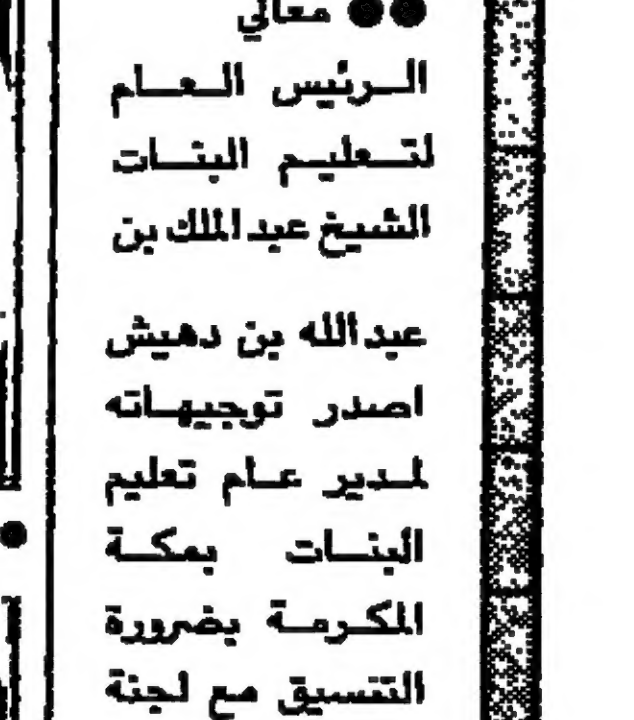 ●● معالي
الرئيس العام
لتعليم البنات
الشيخ عبدالملك بن
عبدالله بن دهيش
اصدر توجيهاته
لمدير عام تعليم
البنات بمكة
المكرمة بضرورة
التنسيق مع لجنة